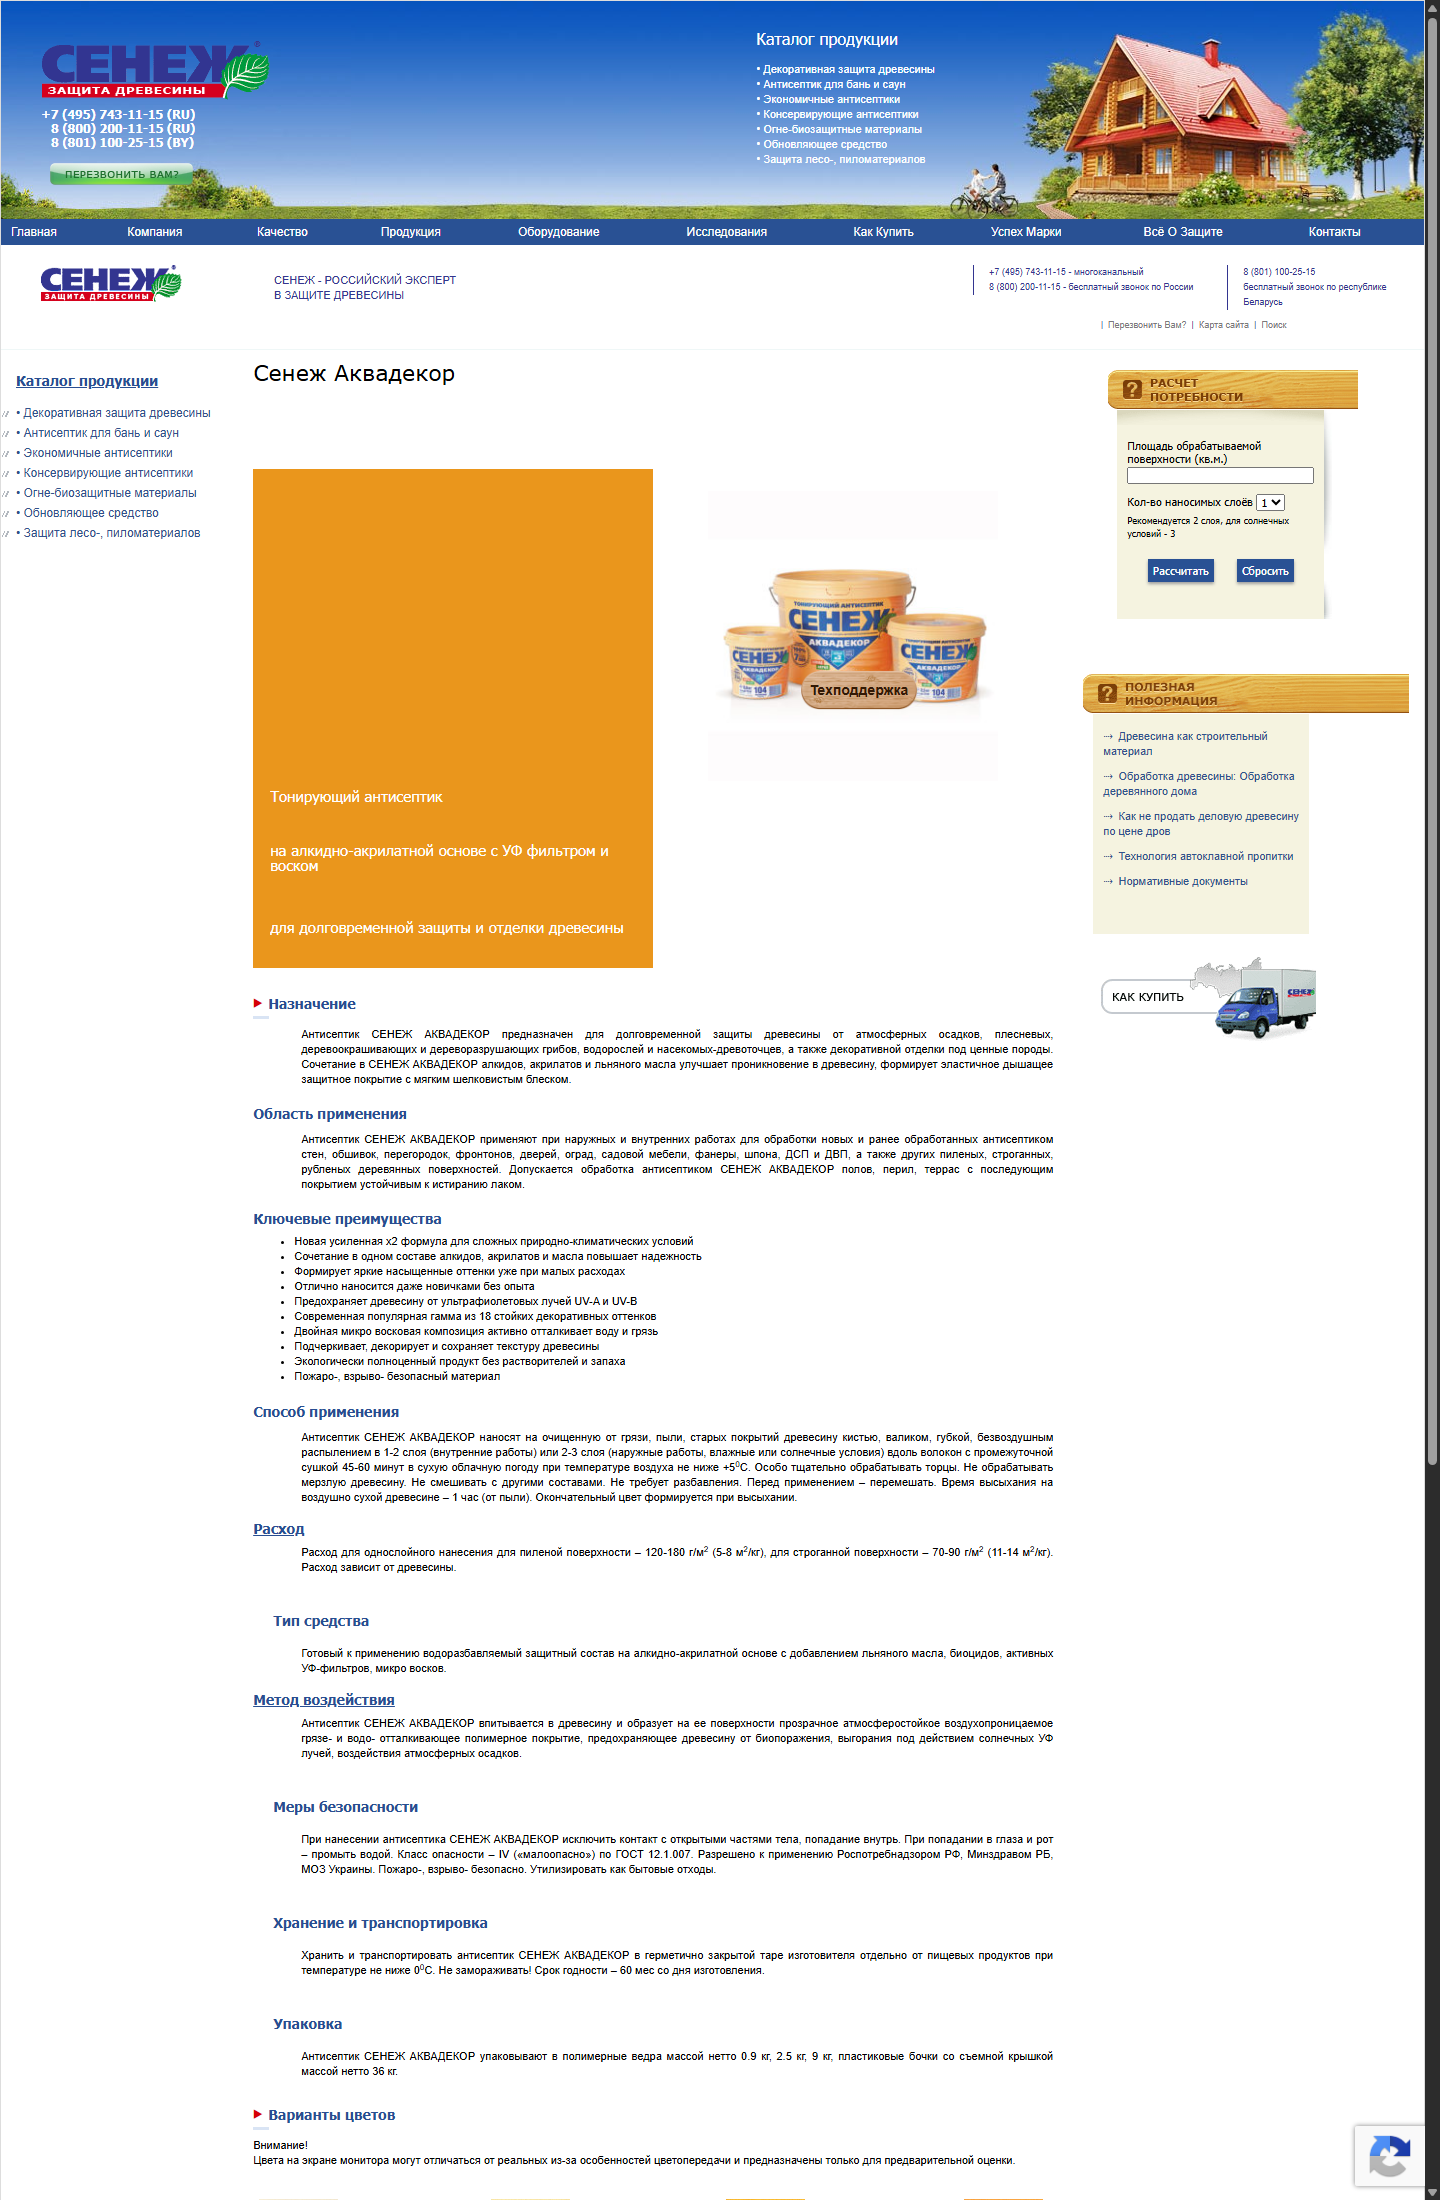 СЕНЕЖ®
ЗАЩИТА ДРЕВЕСИНЫ
+7 (495) 743-11-15 (RU)
8 (800) 200-11-15 (RU)
8 (801) 100-25-15 (BY)
ПЕРЕЗВОНИТЬ ВАМ?
Каталог продукции
• Декоративная защита древесины
• Антисептик для бань и саун
• Экономичные антисептики
• Консервирующие антисептики
• Огне-биозащитные материалы
• Обновляющее средство
• Защита лесо-, пиломатериалов
Главная Компания Качество Продукция Оборудование Исследования Как Купить Успех Марки Всё О Защите Контакты
СЕНЕЖ
ЗАЩИТА ДРЕВЕСИНЫ
СЕНЕЖ - РОССИЙСКИЙ ЭКСПЕРТ
В ЗАЩИТЕ ДРЕВЕСИНЫ
+7 (495) 743-11-15 - многоканальный
8 (800) 200-11-15 - бесплатный звонок по России
8 (801) 100-25-15
бесплатный звонок по республике
Беларусь
| Перезвонить Вам? | Карта сайта | Поиск
Каталог продукции
• Декоративная защита древесины
• Антисептик для бань и саун
• Экономичные антисептики
• Консервирующие антисептики
• Огне-биозащитные материалы
• Обновляющее средство
• Защита лесо-, пиломатериалов
Сенеж Аквадекор
Тонирующий антисептик
на алкидно-акрилатной основе с УФ фильтром и
воском
для долговременной защиты и отделки древесины
ТОНИРУЮЩИЙ АНТИСЕПТИК
СЕНЕЖ
АКВАДЕКОР
СЕНЕЖ
АКВАДЕКОР
104
СЕНЕЖ
АКВАДЕКОР
104
Техподдержка
Назначение
Антисептик СЕНЕЖ АКВАДЕКОР предназначен для долговременной защиты древесины от атмосферных осадков, плесневых,
деревоокрашивающих и дереворазрушающих грибов, водорослей и насекомых-древоточцев, а также декоративной отделки под ценные породы.
Сочетание в СЕНЕЖ АКВАДЕКОР алкидов, акрилатов и льняного масла улучшает проникновение в древесину, формирует эластичное дышащее
защитное покрытие с мягким шелковистым блеском.
Область применения
Антисептик СЕНЕЖ АКВАДЕКОР применяют при наружных и внутренних работах для обработки новых и ранее обработанных антисептиком
стен, обшивок, перегородок, фронтонов, дверей, оград, садовой мебели, фанеры, шпона, ДСП и ДВП, а также других пиленых, строганных,
рубленых деревянных поверхностей. Допускается обработка антисептиком СЕНЕЖ АКВАДЕКОР полов, перил, террас с последующим
покрытием устойчивым к истиранию лаком.
Ключевые преимущества
• Новая усиленная x2 формула для сложных природно-климатических условий
• Сочетание в одном составе алкидов, акрилатов и масла повышает надежность
• Формирует яркие насыщенные оттенки уже при малых расходах
• Отлично наносится даже новичками без опыта
• Предохраняет древесину от ультрафиолетовых лучей UV-A и UV-B
• Современная популярная гамма из 18 стойких декоративных оттенков
• Двойная микро восковая композиция активно отталкивает воду и грязь
• Подчеркивает, декорирует и сохраняет текстуру древесины
• Экологически полноценный продукт без растворителей и запаха
• Пожаро-, взрыво- безопасный материал
Способ применения
Антисептик СЕНЕЖ АКВАДЕКОР наносят на очищенную от грязи, пыли, старых покрытий древесину кистью, валиком, губкой, безвоздушным
распылением в 1-2 слоя (внутренние работы) или 2-3 слоя (наружные работы, влажные или солнечные условия) вдоль волокон с промежуточной
сушкой 45-60 минут в сухую облачную погоду при температуре воздуха не ниже +5⁰С. Особо тщательно обрабатывать торцы. Не обрабатывать
мерзлую древесину. Не смешивать с другими составами. Не требует разбавления. Перед применением – перемешать. Время высыхания на
воздушно сухой древесине – 1 час (от пыли). Окончательный цвет формируется при высыхании.
Расход
Расход для однослойного нанесения для пиленой поверхности – 120-180 г/м² (5-8 м²/кг), для строганной поверхности – 70-90 г/м² (11-14 м²/кг).
Расход зависит от древесины.
Тип средства
Готовый к применению водоразбавляемый защитный состав на алкидно-акрилатной основе с добавлением льняного масла, биоцидов, активных
УФ-фильтров, микро восков.
Метод воздействия
Антисептик СЕНЕЖ АКВАДЕКОР впитывается в древесину и образует на ее поверхности прозрачное атмосферостойкое воздухопроницаемое
грязе- и водо- отталкивающее полимерное покрытие, предохраняющее древесину от биопоражения, выгорания под действием солнечных УФ
лучей, воздействия атмосферных осадков.
Меры безопасности
При нанесении антисептика СЕНЕЖ АКВАДЕКОР исключить контакт с открытыми частями тела, попадание внутрь. При попадании в глаза и рот
– промыть водой. Класс опасности – IV («малоопасно») по ГОСТ 12.1.007. Разрешено к применению Роспотребнадзором РФ, Минздравом РБ,
МОЗ Украины. Пожаро-, взрыво- безопасно. Утилизировать как бытовые отходы.
Хранение и транспортировка
Хранить и транспортировать антисептик СЕНЕЖ АКВАДЕКОР в герметично закрытой таре изготовителя отдельно от пищевых продуктов при
температуре не ниже 0⁰С. Не замораживать! Срок годности – 60 мес со дня изготовления.
Упаковка
Антисептик СЕНЕЖ АКВАДЕКОР упаковывают в полимерные ведра массой нетто 0.9 кг, 2.5 кг, 9 кг, пластиковые бочки со съемной крышкой
массой нетто 36 кг.
Варианты цветов
Внимание!
Цвета на экране монитора могут отличаться от реальных из-за особенностей цветопередачи и предназначены только для предварительной оценки.
РАСЧЕТ
ПОТРЕБНОСТИ
Площадь обрабатываемой
поверхности (кв.м.)
Кол-во наносимых слоёв 1
Рекомендуется 2 слоя, для солнечных
условий - 3
Рассчитать Сбросить
ПОЛЕЗНАЯ
ИНФОРМАЦИЯ
Древесина как строительный
материал
Обработка древесины: Обработка
деревянного дома
Как не продать деловую древесину
по цене дров
Технология автоклавной пропитки
Нормативные документы
КАК КУПИТЬ
СЕНЕЖ